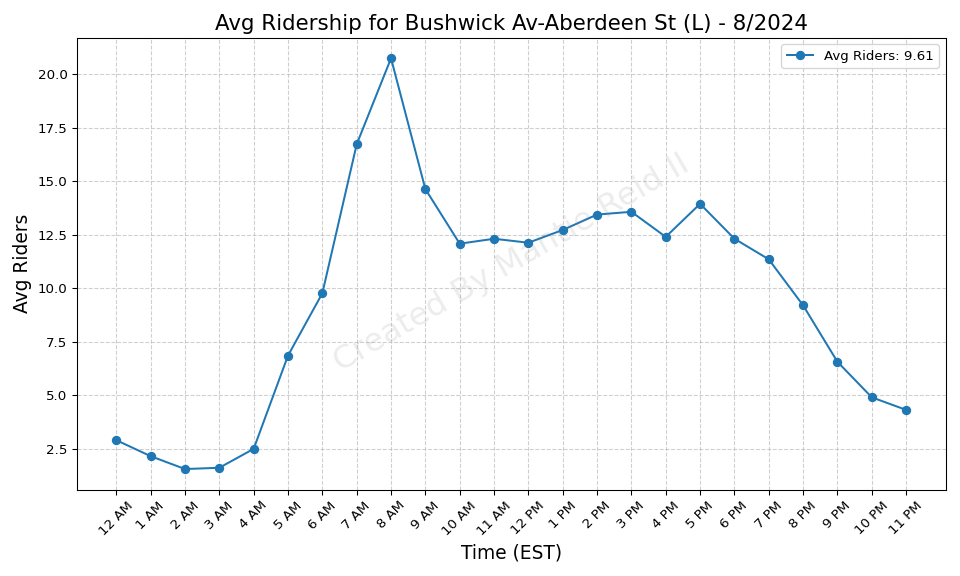 Avg Ridership for Bushwick Av-Aberdeen St (L) - 8/2024
Avg Riders: 9.61
20.0
17.5
15.0
12.5
10.0
7.5
5.0
2.5
Avg Riders
Created By Mantio Reid II
12 AM
1 AM
2 AM
3 AM
4 AM
5 AM
6 AM
7 AM
8 AM
9 AM
10 AM
11 AM
12 PM
1 PM
2 PM
3 PM
4 PM
5 PM
6 PM
7 PM
8 PM
9 PM
10 PM
11 PM
Time (EST)